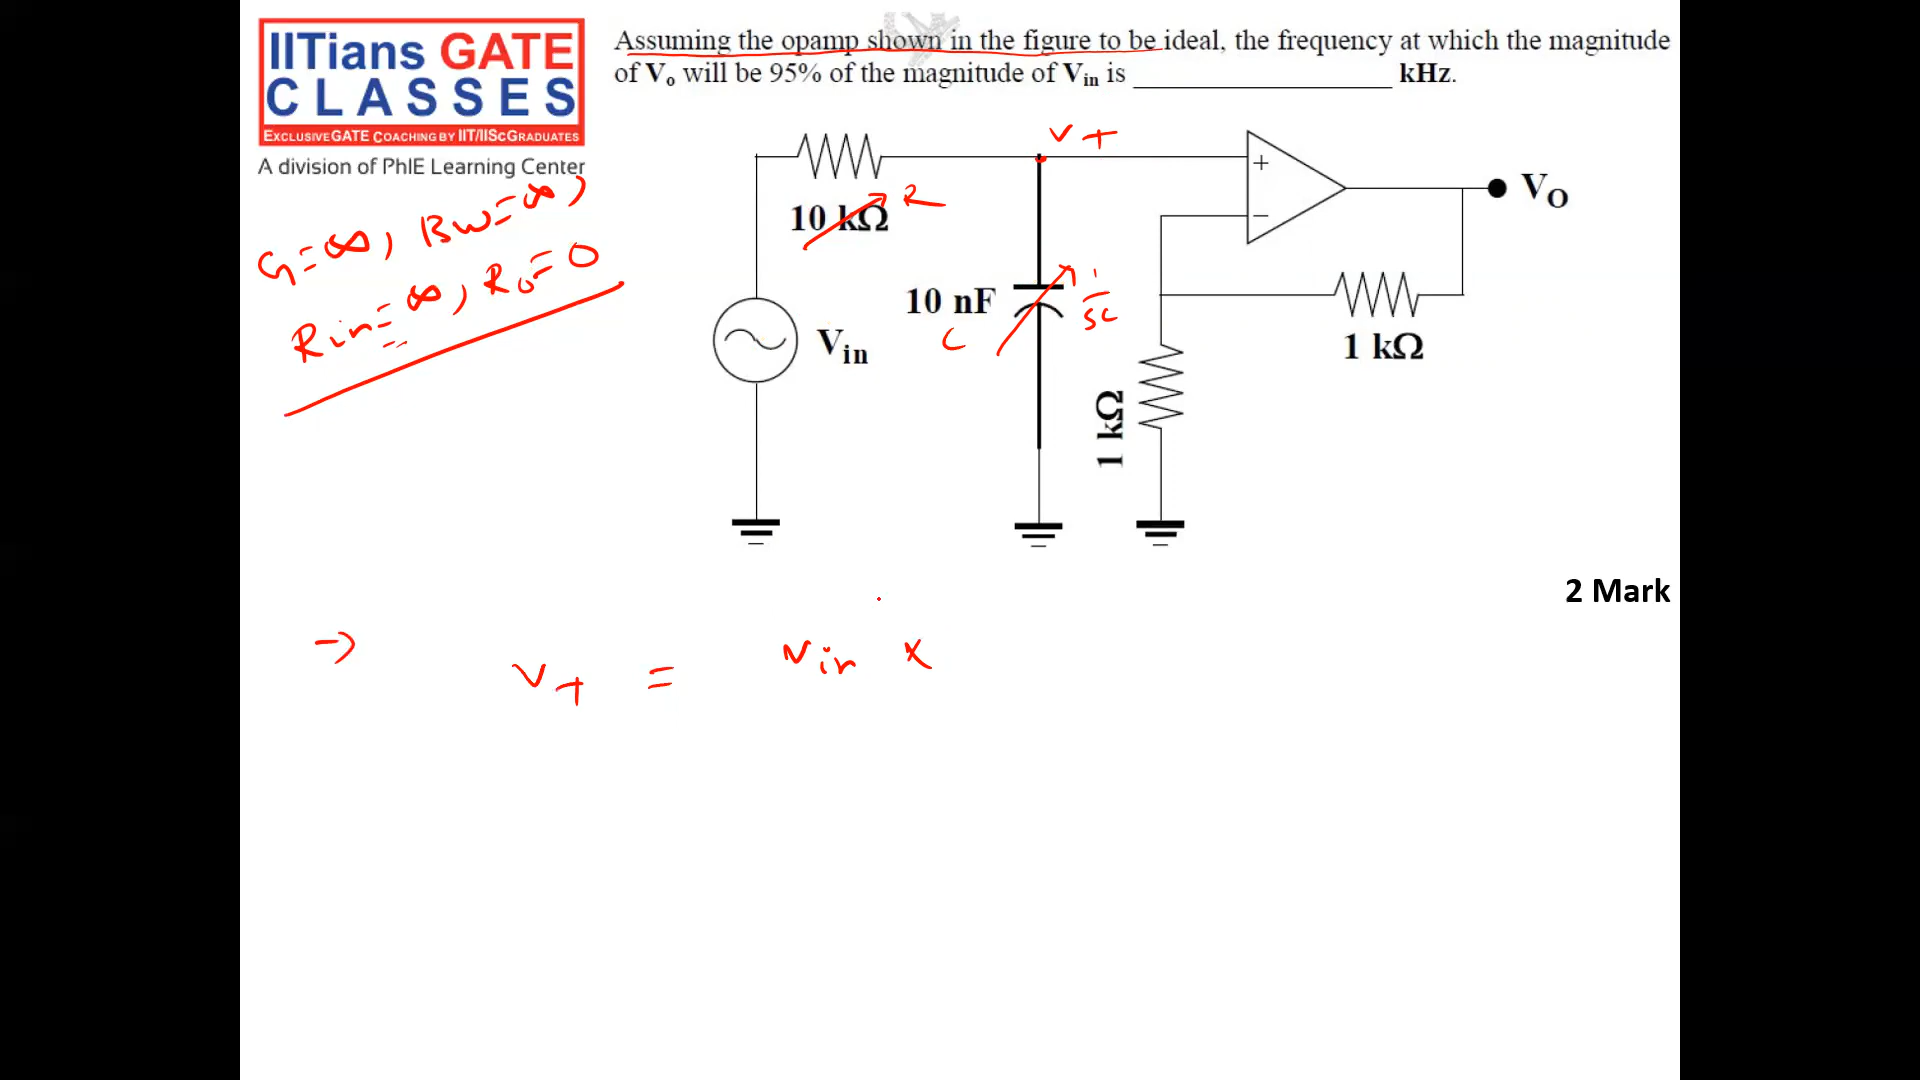 IITians GATE
CLASSES
EXCLUSIVE GATE COACHING BY IIT/IISc GRADUATES
A division of PhIE Learning Center
Assuming the opamp shown in the figure to be ideal, the frequency at which the magnitude
of Vo will be 95% of the magnitude of Vin is ____________ kHz.
G=∞, BW=∞,
Rin=∞, Ro=0
V+
10 kΩ R
+
−
VO
10 nF
C
1/SC
Vin
1 kΩ
1 kΩ
2 Mark
→ V+ = Vin x